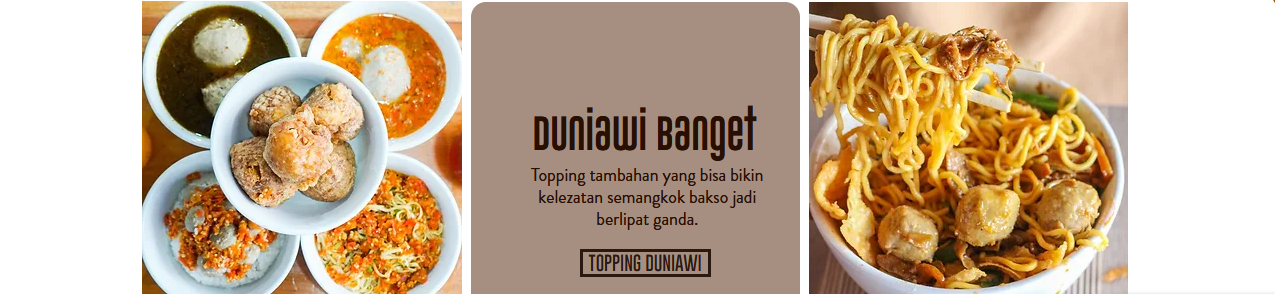 Duniawi Banget
Topping tambahan yang bisa bikin
kelezatan semangkok bakso jadi
berlipat ganda.
TOPPING DUNIAWI